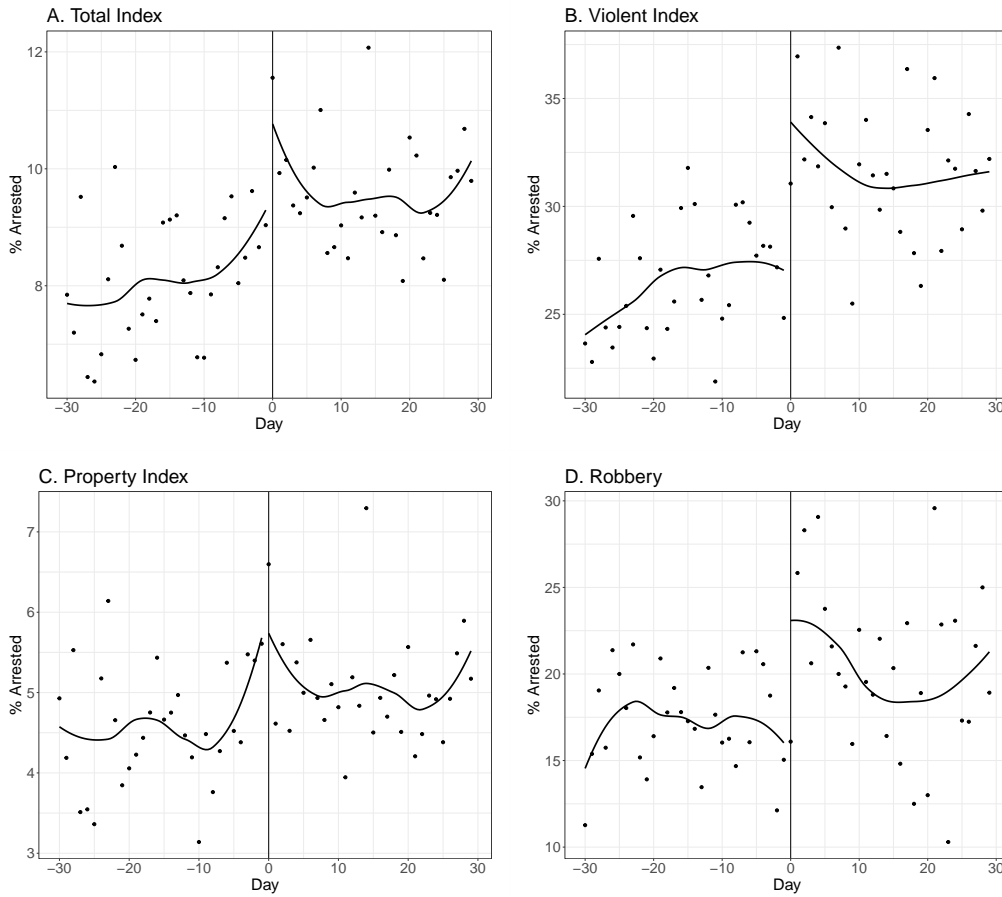 A. Total Index
% Arrested
12
10
8
−30 −20 −10 0 10 20 30
Day
B. Violent Index
% Arrested
35
30
25
−30 −20 −10 0 10 20 30
Day
C. Property Index
% Arrested
7
6
5
4
3
−30 −20 −10 0 10 20 30
Day
D. Robbery
% Arrested
30
25
20
15
10
−30 −20 −10 0 10 20 30
Day